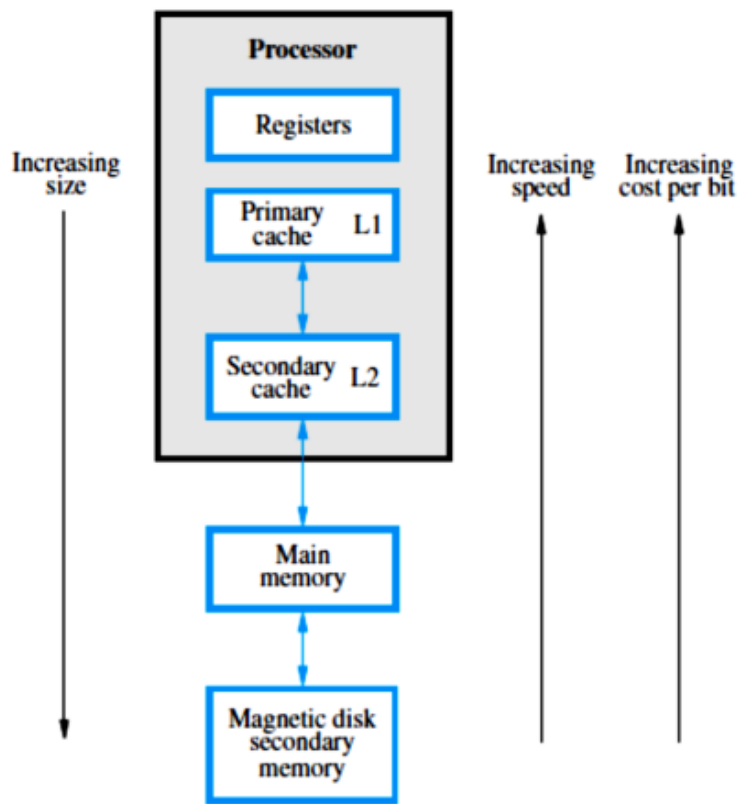 Processor
Registers
Increasing
size
Increasing
speed
Increasing
cost per bit
Primary
cache L1
Secondary
cache L2
Main
memory
Magnetic disk
secondary
memory